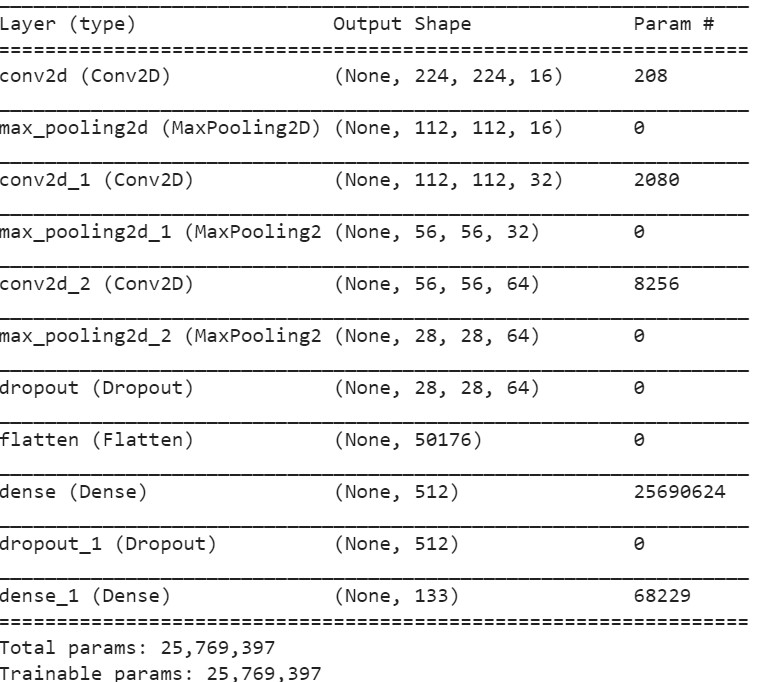 Layer (type) Output Shape Param #
=================================================================
conv2d (Conv2D) (None, 224, 224, 16) 208
_________________________________________________________________
max_pooling2d (MaxPooling2D) (None, 112, 112, 16) 0
_________________________________________________________________
conv2d_1 (Conv2D) (None, 112, 112, 32) 2080
_________________________________________________________________
max_pooling2d_1 (MaxPooling2 (None, 56, 56, 32) 0
_________________________________________________________________
conv2d_2 (Conv2D) (None, 56, 56, 64) 8256
_________________________________________________________________
max_pooling2d_2 (MaxPooling2 (None, 28, 28, 64) 0
_________________________________________________________________
dropout (Dropout) (None, 28, 28, 64) 0
_________________________________________________________________
flatten (Flatten) (None, 50176) 0
_________________________________________________________________
dense (Dense) (None, 512) 25690624
_________________________________________________________________
dropout_1 (Dropout) (None, 512) 0
_________________________________________________________________
dense_1 (Dense) (None, 133) 68229
=================================================================
Total params: 25,769,397
Trainable params: 25,769,397